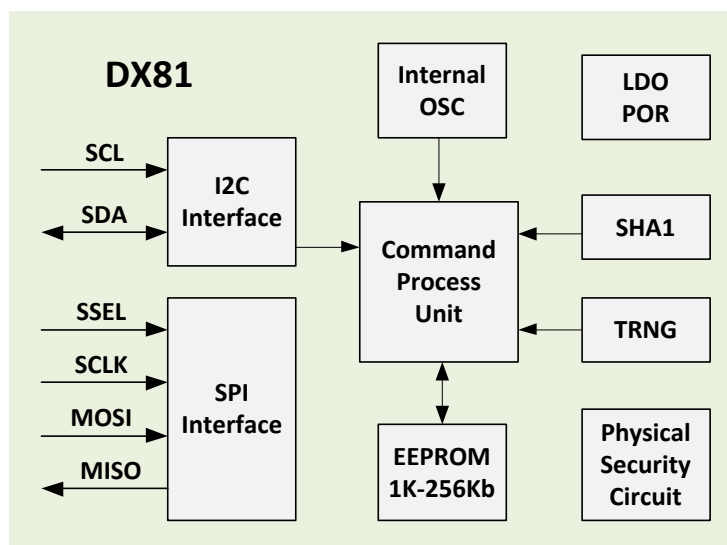 DX81
Internal
OSC
LDO
POR
SCL
SDA
I2C
Interface
Command
Process
Unit
SHA1
TRNG
SSEL
SCLK
MOSI
MISO
SPI
Interface
EEPROM
1K-256Kb
Physical
Security
Circuit